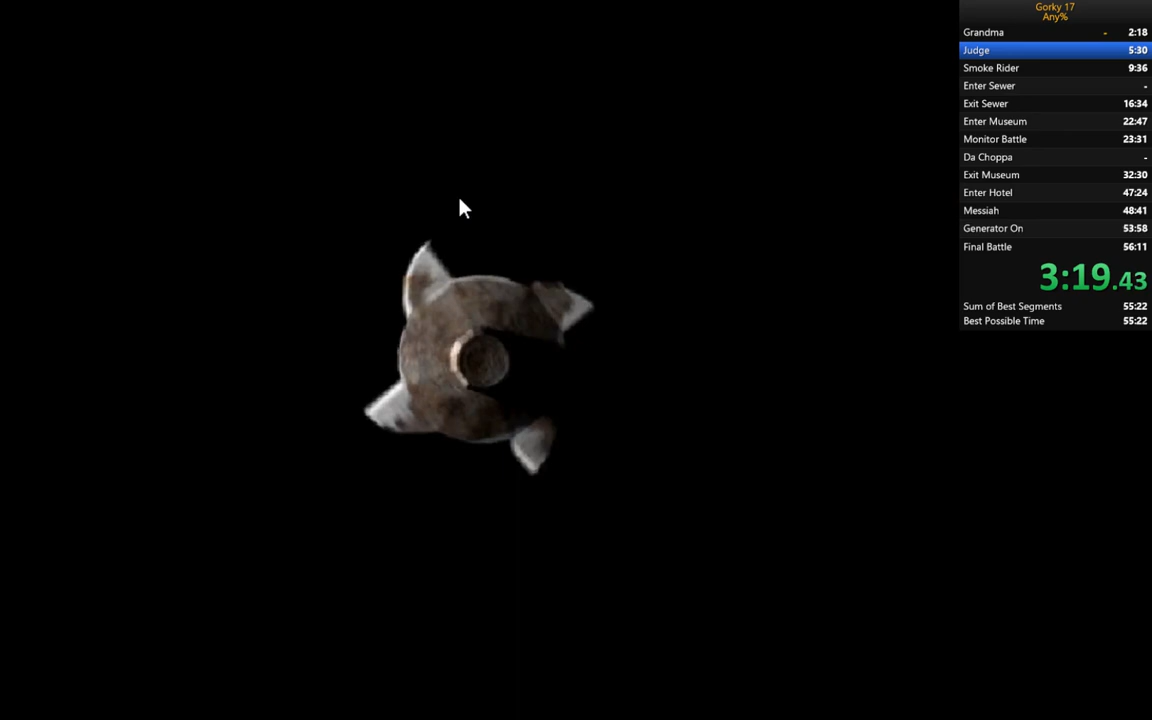 Gorky 17
Any%
Grandma - 2:18
Judge 5:30
Smoke Rider 9:36
Enter Sewer -
Exit Sewer 16:34
Enter Museum 22:47
Monitor Battle 23:31
Da Choppa -
Exit Museum 32:30
Enter Hotel 47:24
Messiah 48:41
Generator On 53:58
Final Battle 56:11
3:19.43
Sum of Best Segments 55:22
Best Possible Time 55:22